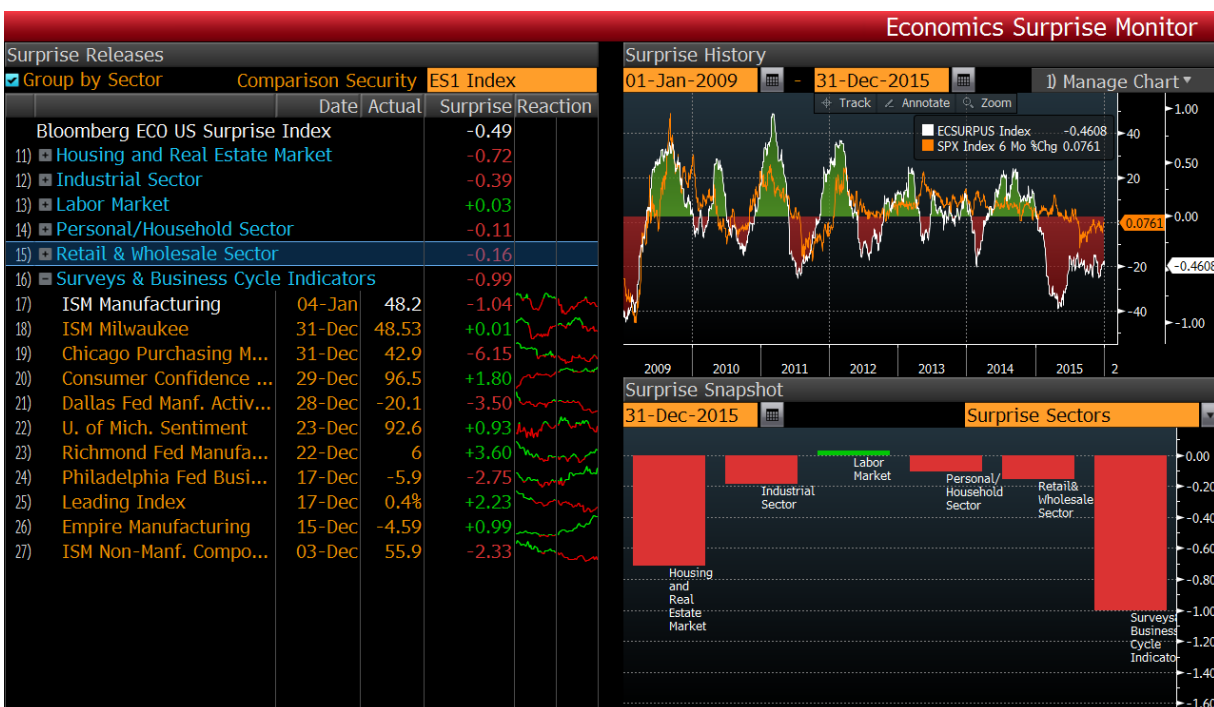 Economics Surprise Monitor
Surprise Releases
Group by Sector Comparison Security ES1 Index
Date Actual Surprise Reaction
Bloomberg ECO US Surprise Index -0.49
11) Housing and Real Estate Market -0.72
12) Industrial Sector -0.39
13) Labor Market +0.03
14) Personal/Household Sector -0.11
15) Retail & Wholesale Sector -0.16
16) Surveys & Business Cycle Indicators -0.99
17) ISM Manufacturing 04-Jan 48.2 -1.04
18) ISM Milwaukee 31-Dec 48.53 +0.01
19) Chicago Purchasing M... 31-Dec 42.9 -6.15
20) Consumer Confidence ... 29-Dec 96.5 +1.80
21) Dallas Fed Manf. Activ... 28-Dec -20.1 -3.50
22) U. of Mich. Sentiment 23-Dec 92.6 +0.93
23) Richmond Fed Manufa... 22-Dec 6 +3.60
24) Philadelphia Fed Busi... 17-Dec -5.9 -2.75
25) Leading Index 17-Dec 0.4% +2.23
26) Empire Manufacturing 15-Dec -4.59 +0.99
27) ISM Non-Manf. Compo... 03-Dec 55.9 -2.33
Surprise History
01-Jan-2009 - 31-Dec-2015 1) Manage Chart
Track Annotate Zoom
ECSURPUS Index -0.4608
SPX Index 6 Mo %Chg 0.0761
40
20
-20
-40
1.00
0.50
0.00
-1.00
0.0761
-0.4608
2009 2010 2011 2012 2013 2014 2015 2
Surprise Snapshot
31-Dec-2015 Surprise Sectors
Housing
and
Real
Estate
Market
Industrial
Sector
Labor
Market
Personal/
Household
Sector
Retail&
Wholesale
Sector
Surveys
Business
Cycle
Indicato
0.00
-0.20
-0.40
-0.60
-0.80
-1.00
-1.20
-1.40
-1.60